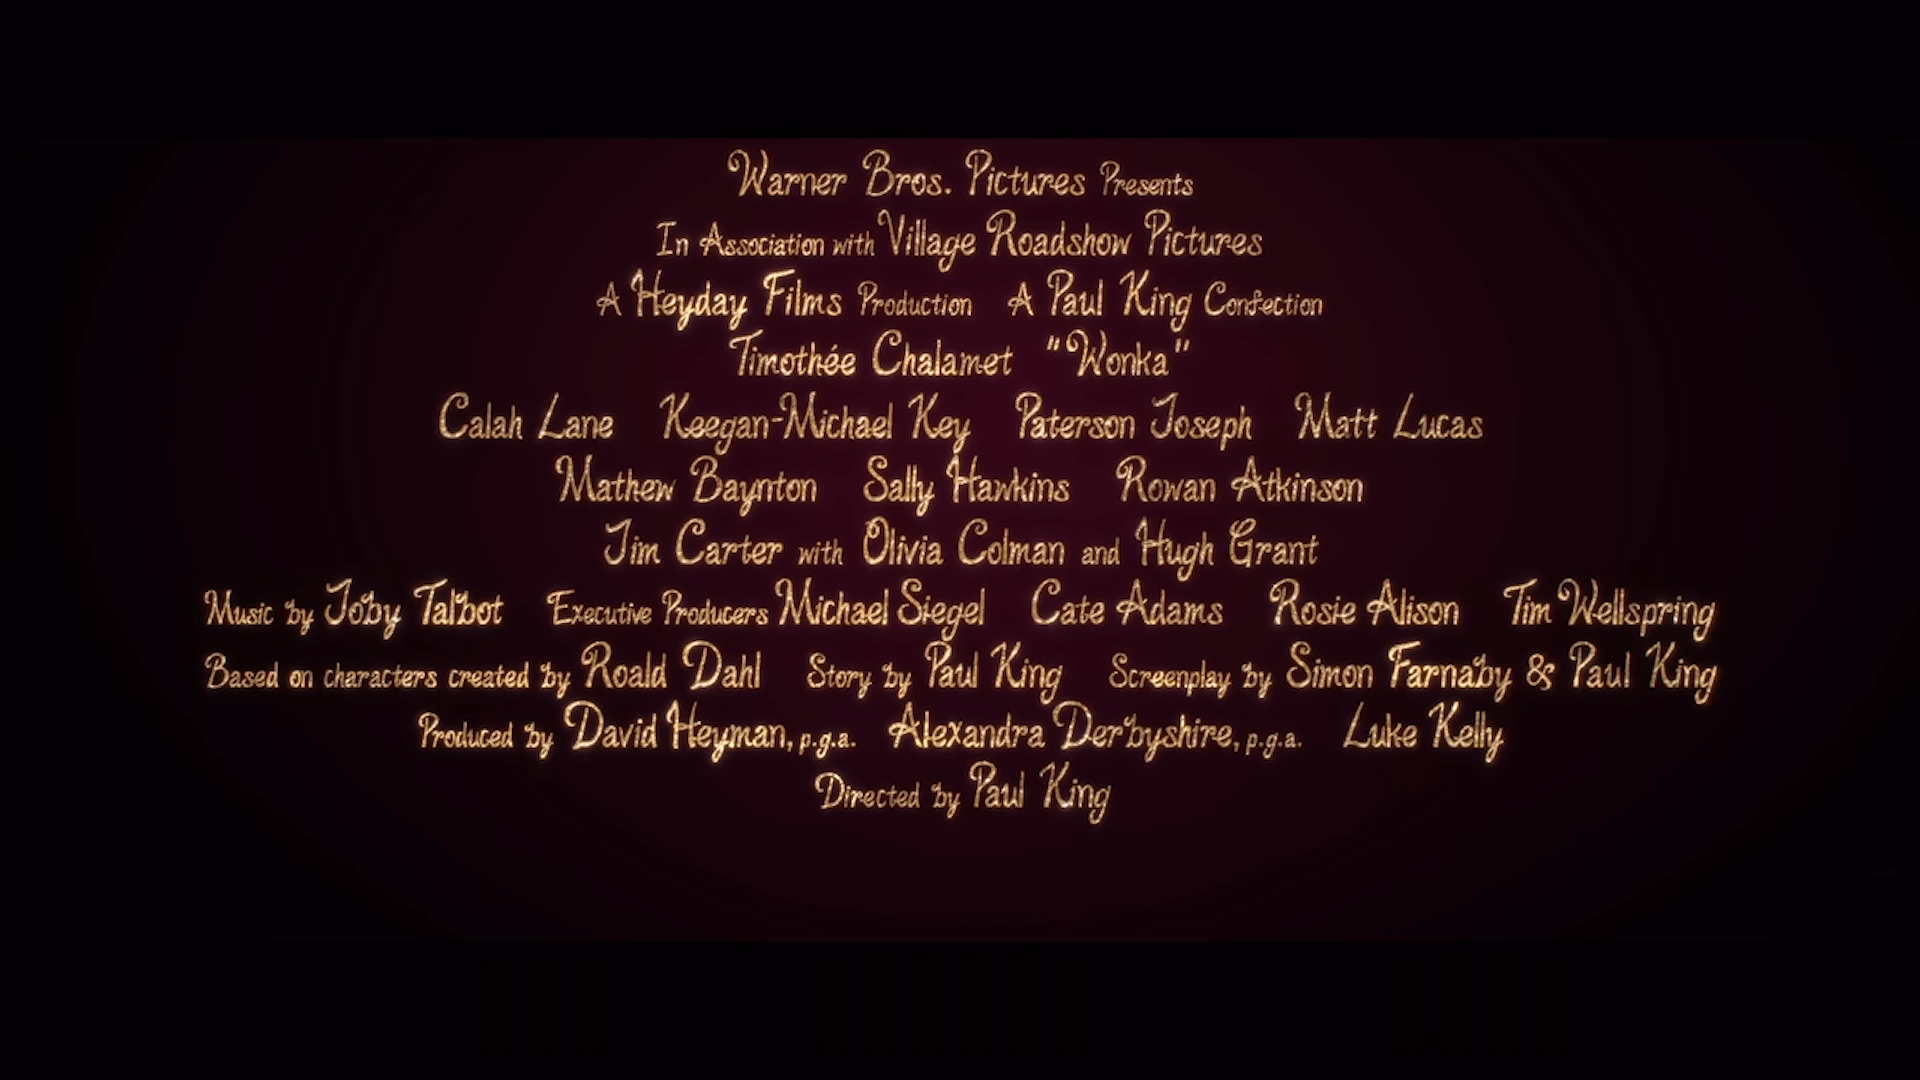 Warner Bros. Pictures Presents
In Association with Village Roadshow Pictures
A Heyday Films Production A Paul King Confection
Timothée Chalamet "Wonka"
Calah Lane Keegan-Michael Key Paterson Joseph Matt Lucas
Mathew Baynton Sally Hawkins Rowan Atkinson
Jim Carter with Olivia Colman and Hugh Grant
Music by Joby Talbot Executive Producers Michael Siegel Cate Adams Rosie Alison Tim Wellspring
Based on characters created by Roald Dahl Story by Paul King Screenplay by Simon Farnaby & Paul King
Produced by David Heyman, p.g.a. Alexandra Derbyshire, p.g.a. Luke Kelly
Directed by Paul King